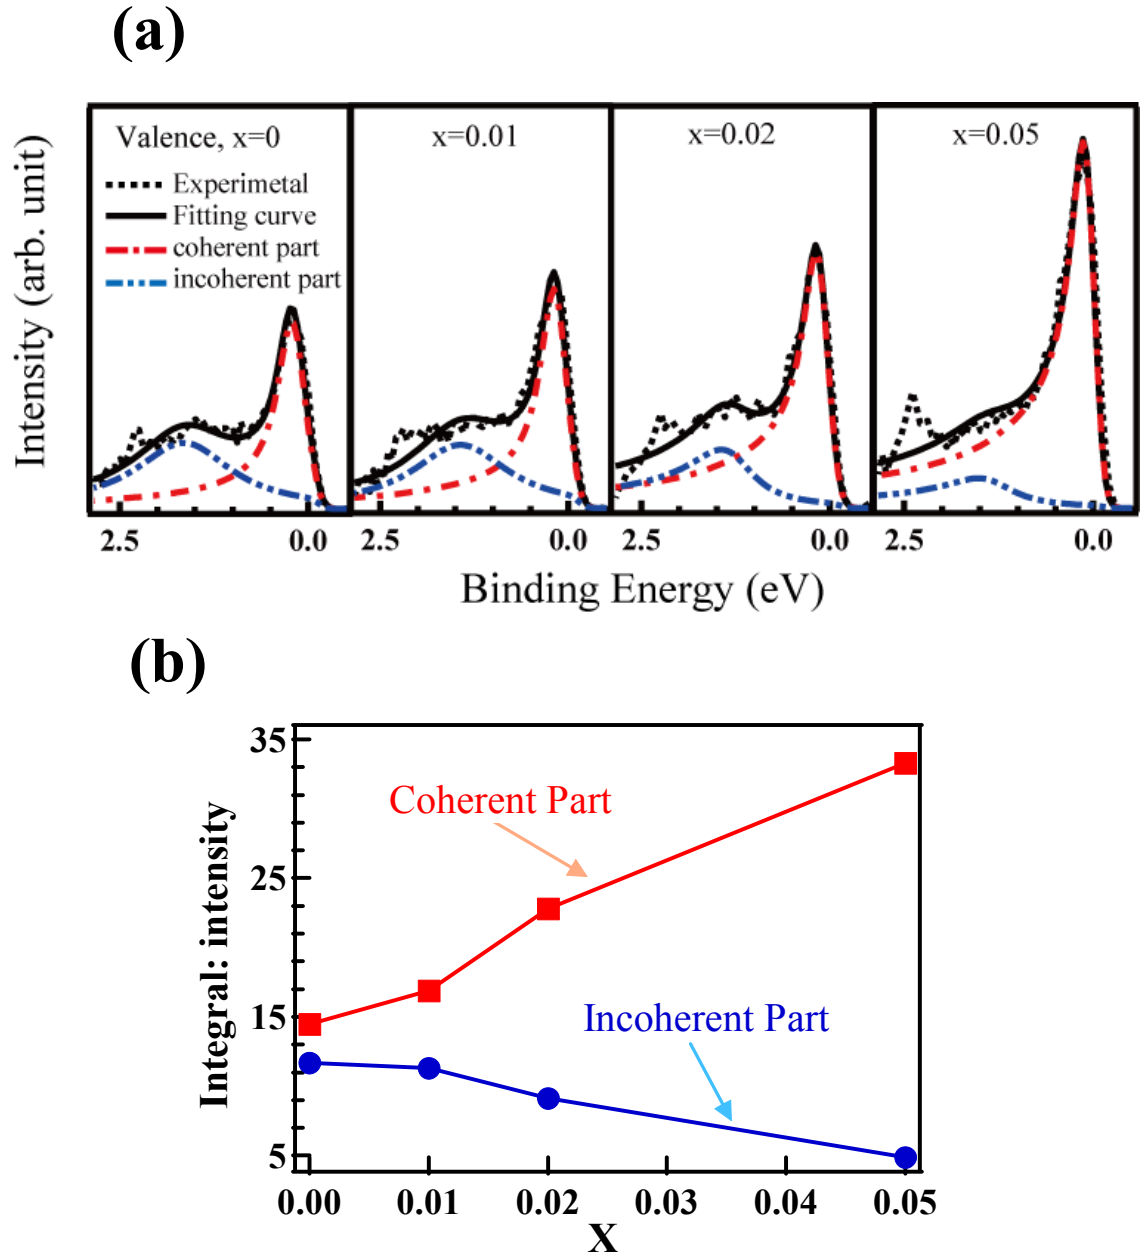 (a)
Intensity (arb. unit)
Valence, x=0
Experimetal
Fitting curve
coherent part
incoherent part
x=0.01
x=0.02
x=0.05
2.5 0.0 2.5 0.0 2.5 0.0 2.5 0.0
Binding Energy (eV)
(b)
Integral: intensity
35
25
15
5
Coherent Part
Incoherent Part
0.00 0.01 0.02 0.03 0.04 0.05
X